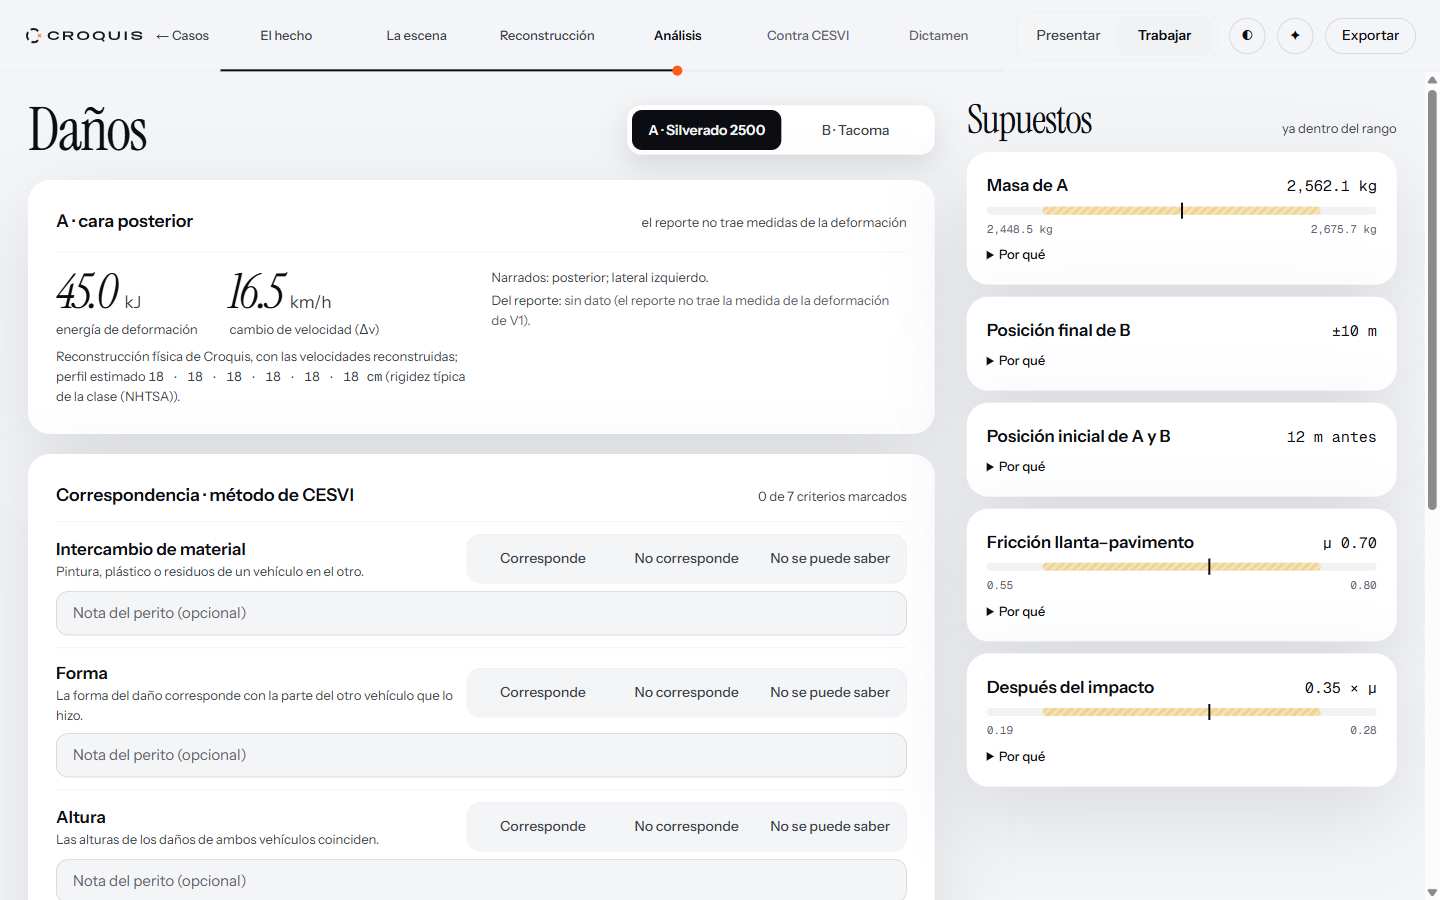 CROQUIS
← Casos
El hecho
La escena
Reconstrucción
Análisis
Contra CESVI
Dictamen
Presentar
Trabajar
Exportar
Daños
A · Silverado 2500
B · Tacoma
A · cara posterior
el reporte no trae medidas de la deformación
45.0 kJ
energía de deformación
16.5 km/h
cambio de velocidad (Δv)
Reconstrucción física de Croquis, con las velocidades reconstruidas;
perfil estimado 18 · 18 · 18 · 18 · 18 · 18 cm (rigidez típica
de la clase (NHTSA)).
Narrados: posterior; lateral izquierdo.
Del reporte: sin dato (el reporte no trae la medida de la deformación
de V1).
Correspondencia · método de CESVI
0 de 7 criterios marcados
Intercambio de material
Pintura, plástico o residuos de un vehículo en el otro.
Corresponde
No corresponde
No se puede saber
Nota del perito (opcional)
Forma
La forma del daño corresponde con la parte del otro vehículo que lo
hizo.
Corresponde
No corresponde
No se puede saber
Nota del perito (opcional)
Altura
Las alturas de los daños de ambos vehículos coinciden.
Corresponde
No corresponde
No se puede saber
Nota del perito (opcional)
Supuestos
ya dentro del rango
Masa de A
2,562.1 kg
2,448.5 kg
2,675.7 kg
▶ Por qué
Posición final de B
±10 m
▶ Por qué
Posición inicial de A y B
12 m antes
▶ Por qué
Fricción llanta–pavimento
µ 0.70
0.55
0.80
▶ Por qué
Después del impacto
0.35 × µ
0.19
0.28
▶ Por qué